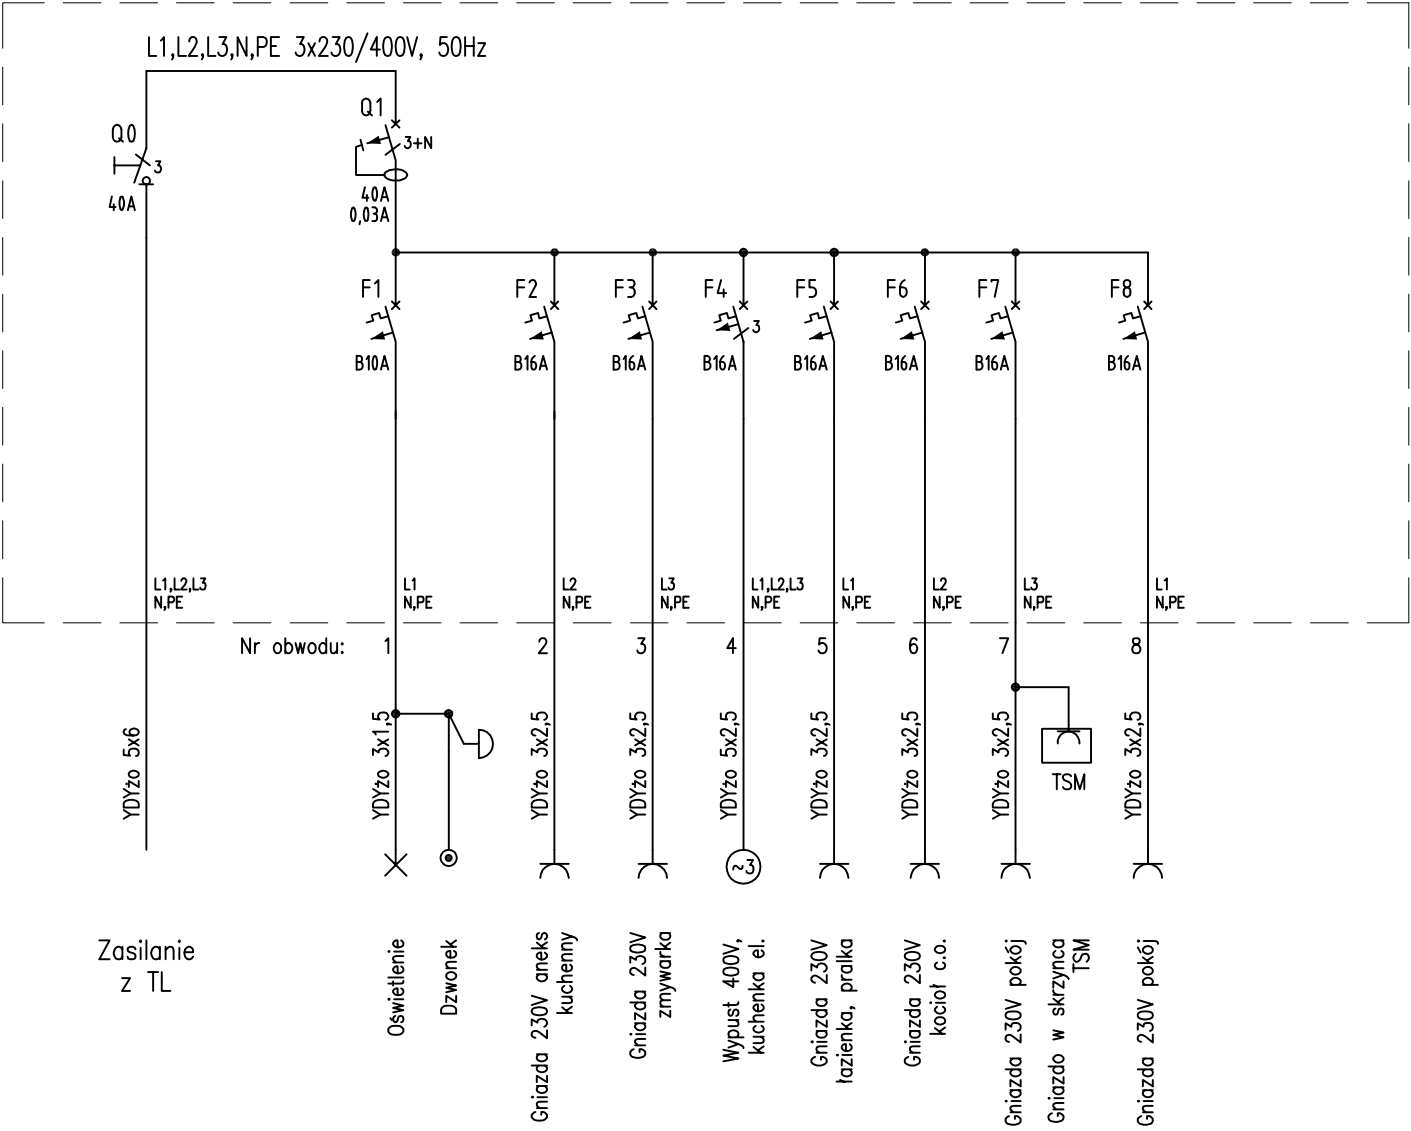 L1,L2,L3,N,PE 3x230/400V, 50Hz
Q0
3
40A
Q1
3+N
40A
0,03A
F1
B10A
F2
B16A
F3
B16A
F4
3
B16A
F5
B16A
F6
B16A
F7
B16A
F8
B16A
L1,L2,L3
N,PE
L1
N,PE
L2
N,PE
L3
N,PE
L1,L2,L3
N,PE
L1
N,PE
L2
N,PE
L3
N,PE
L1
N,PE
Nr obwodu: 1 2 3 4 5 6 7 8
YDYżo 5x6
YDYżo 3x1,5
YDYżo 3x2,5
YDYżo 3x2,5
YDYżo 5x2,5
YDYżo 3x2,5
YDYżo 3x2,5
YDYżo 3x2,5
YDYżo 3x2,5
TSM
~3
Zasilanie
z TL
Oświetlenie
Dzwonek
Gniazda 230V aneks
kuchenny
Gniazda 230V
zmywarka
Wypust 400V,
kuchenka el.
Gniazda 230V
łazienka, pralka
Gniazda 230V
kocioł c.o.
Gniazda 230V pokój
Gniazdo w skrzynca
TSM
Gniazda 230V pokój